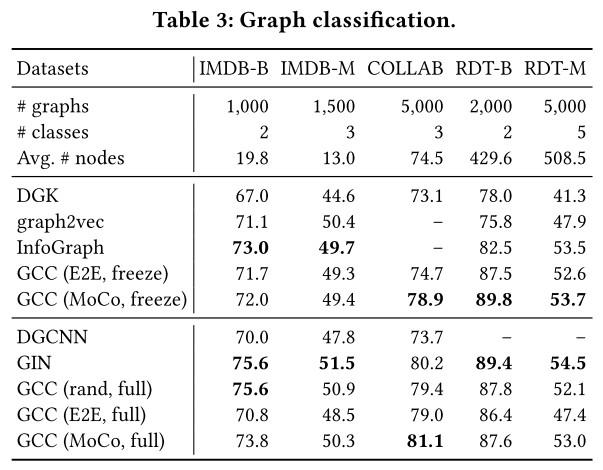 Table 3: Graph classification.
Datasets IMDB-B IMDB-M COLLAB RDT-B RDT-M
# graphs 1,000 1,500 5,000 2,000 5,000
# classes 2 3 3 2 5
Avg. # nodes 19.8 13.0 74.5 429.6 508.5
DGK 67.0 44.6 73.1 78.0 41.3
graph2vec 71.1 50.4 – 75.8 47.9
InfoGraph 73.0 49.7 – 82.5 53.5
GCC (E2E, freeze) 71.7 49.3 74.7 87.5 52.6
GCC (MoCo, freeze) 72.0 49.4 78.9 89.8 53.7
DGCNN 70.0 47.8 73.7 – –
GIN 75.6 51.5 80.2 89.4 54.5
GCC (rand, full) 75.6 50.9 79.4 87.8 52.1
GCC (E2E, full) 70.8 48.5 79.0 86.4 47.4
GCC (MoCo, full) 73.8 50.3 81.1 87.6 53.0